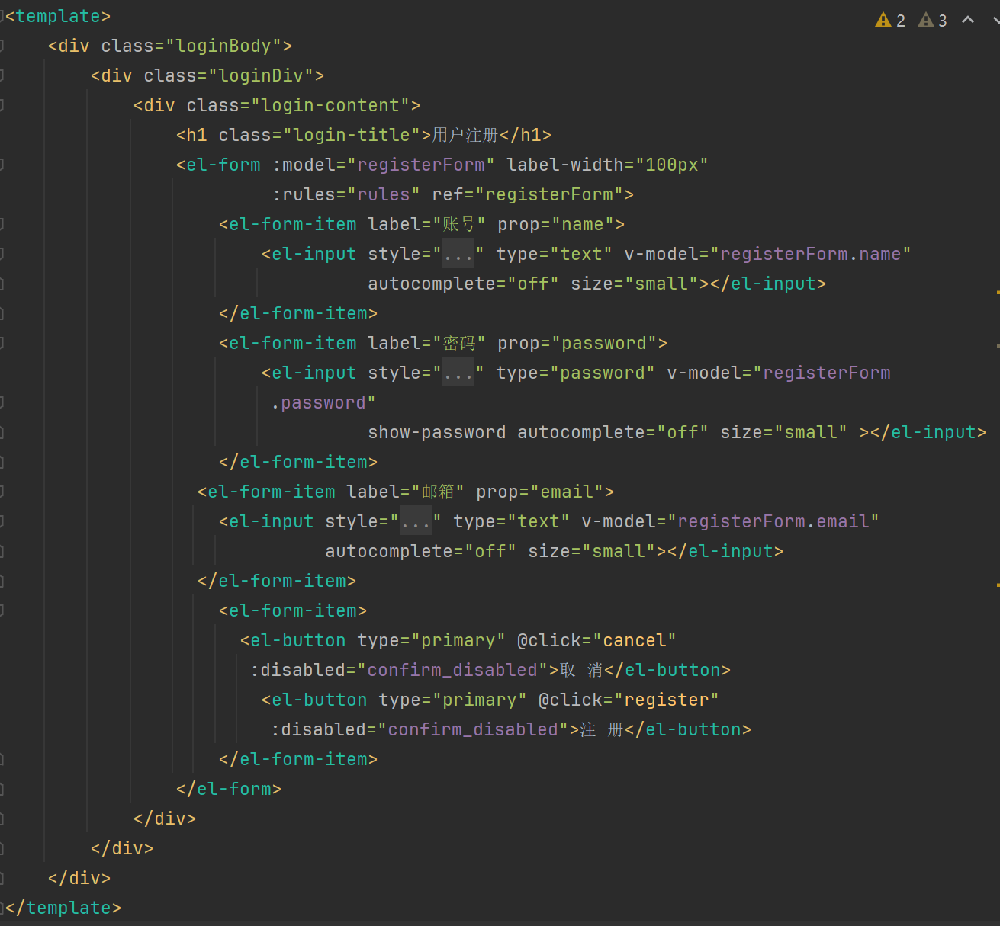 <template>
2 3
<div class="loginBody">
<div class="loginDiv">
<div class="login-content">
<h1 class="login-title">用户注册</h1>
<el-form :model="registerForm" label-width="100px"
:rules="rules" ref="registerForm">
<el-form-item label="账号" prop="name">
<el-input style="..." type="text" v-model="registerForm.name"
autocomplete="off" size="small"></el-input>
</el-form-item>
<el-form-item label="密码" prop="password">
<el-input style="..." type="password" v-model="registerForm
.password"
show-password autocomplete="off" size="small" ></el-input>
</el-form-item>
<el-form-item label="邮箱" prop="email">
<el-input style="..." type="text" v-model="registerForm.email"
autocomplete="off" size="small"></el-input>
</el-form-item>
<el-form-item>
<el-button type="primary" @click="cancel"
:disabled="confirm_disabled">取 消</el-button>
<el-button type="primary" @click="register"
:disabled="confirm_disabled">注 册</el-button>
</el-form-item>
</el-form>
</div>
</div>
</div>
</template>